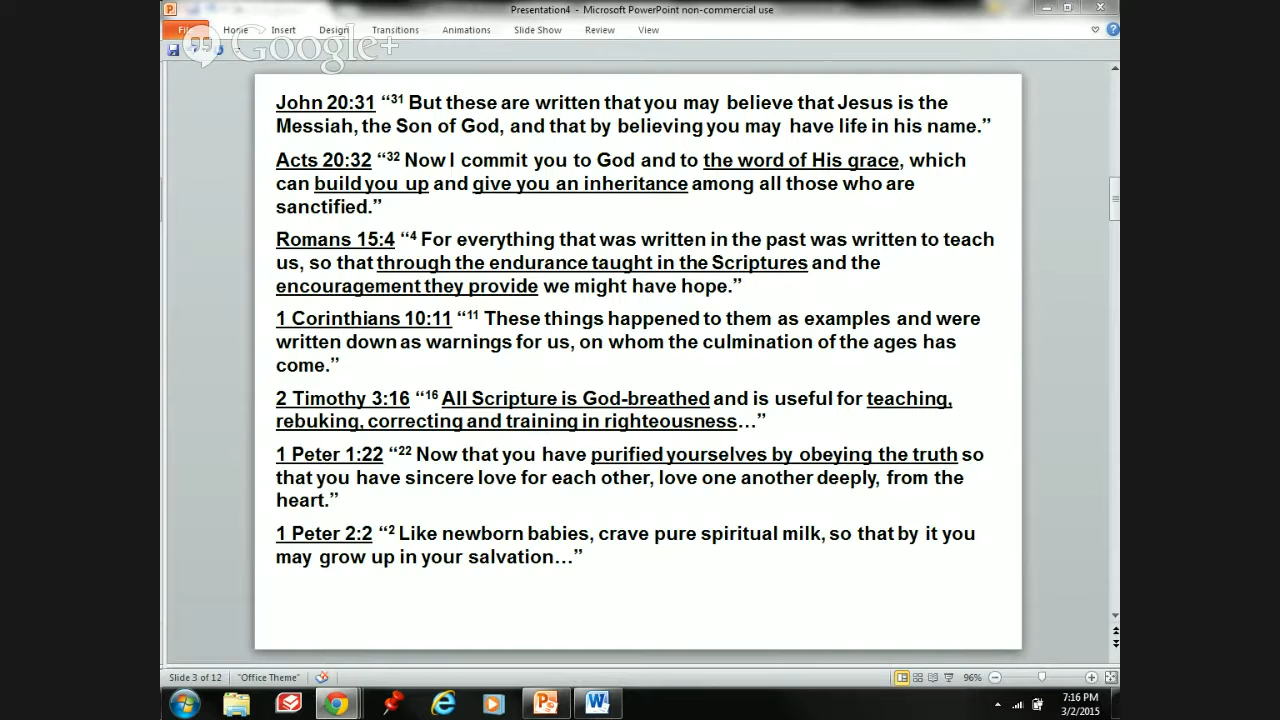 Presentation4 - Microsoft PowerPoint non-commercial use
Home Insert Design Transitions Animations Slide Show Review View
Google+
John 20:31 “31 But these are written that you may believe that Jesus is the
Messiah, the Son of God, and that by believing you may have life in his name.”
Acts 20:32 “32 Now I commit you to God and to the word of His grace, which
can build you up and give you an inheritance among all those who are
sanctified.”
Romans 15:4 “4 For everything that was written in the past was written to teach
us, so that through the endurance taught in the Scriptures and the
encouragement they provide we might have hope.”
1 Corinthians 10:11 “11 These things happened to them as examples and were
written down as warnings for us, on whom the culmination of the ages has
come.”
2 Timothy 3:16 “16 All Scripture is God-breathed and is useful for teaching,
rebuking, correcting and training in righteousness…”
1 Peter 1:22 “22 Now that you have purified yourselves by obeying the truth so
that you have sincere love for each other, love one another deeply, from the
heart.”
1 Peter 2:2 “2 Like newborn babies, crave pure spiritual milk, so that by it you
may grow up in your salvation…”
Slide 3 of 12 "Office Theme" 96%
7:16 PM
3/2/2015